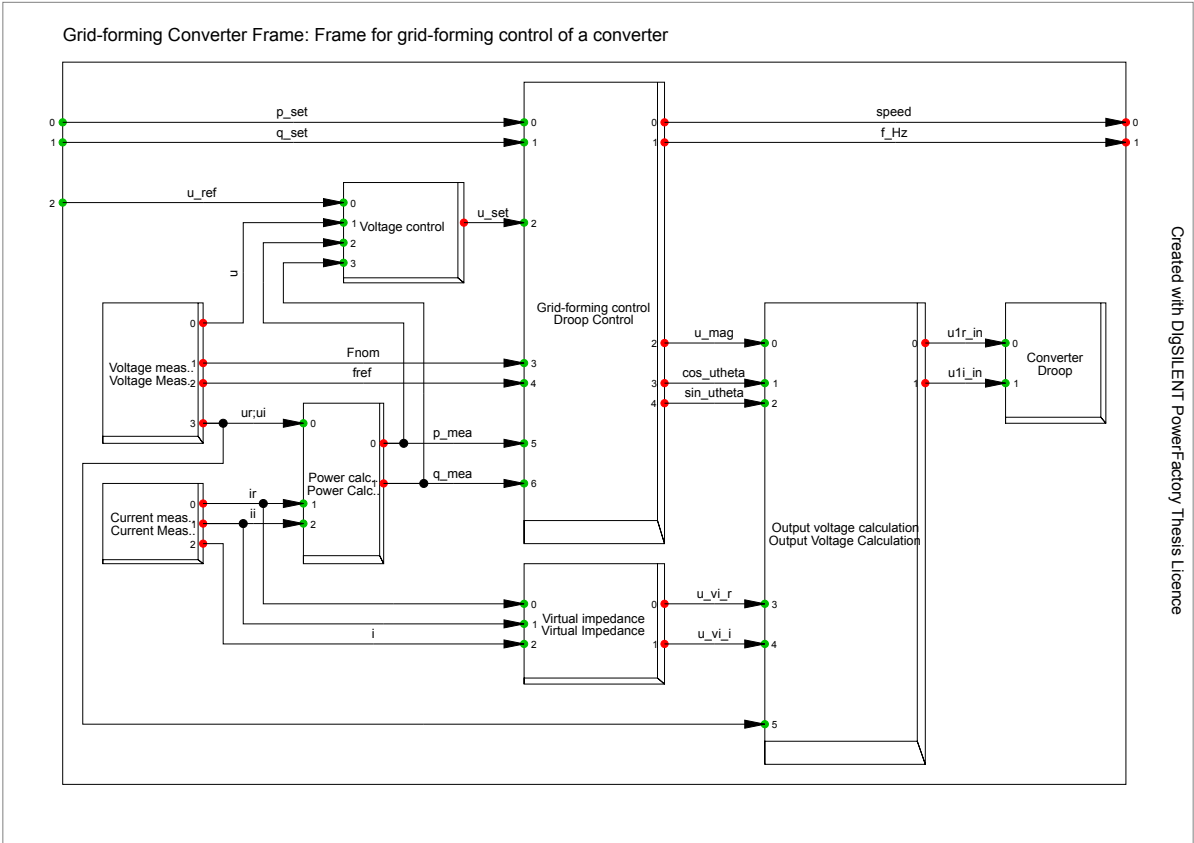 Grid-forming Converter Frame: Frame for grid-forming control of a converter
p_set
speed
0
0
0
0
q_set
f_Hz
1
1
1
1
u_ref
2
0
u_set
1
Voltage control
2
2
3
u
0
Grid-forming control
Droop Control
Fnom
u_mag
u1r_in
Voltage meas..
Voltage Meas..
1
2
3
fref
4
2
0
0
0
Converter
Droop
cos_utheta
3
1
u1i_in
1
1
sin_utheta
4
2
3
ur;ui
0
p_mea
0
5
Power calc..
Power Calc..
1
q_mea
6
ir
0
1
ii
Current meas..
Current Meas..
1
2
2
Output voltage calculation
Output Voltage Calculation
u_vi_r
0
0
3
Virtual impedance
Virtual Impedance
1
i
2
u_vi_i
1
4
5
Created with DIgSILENT PowerFactory Thesis Licence